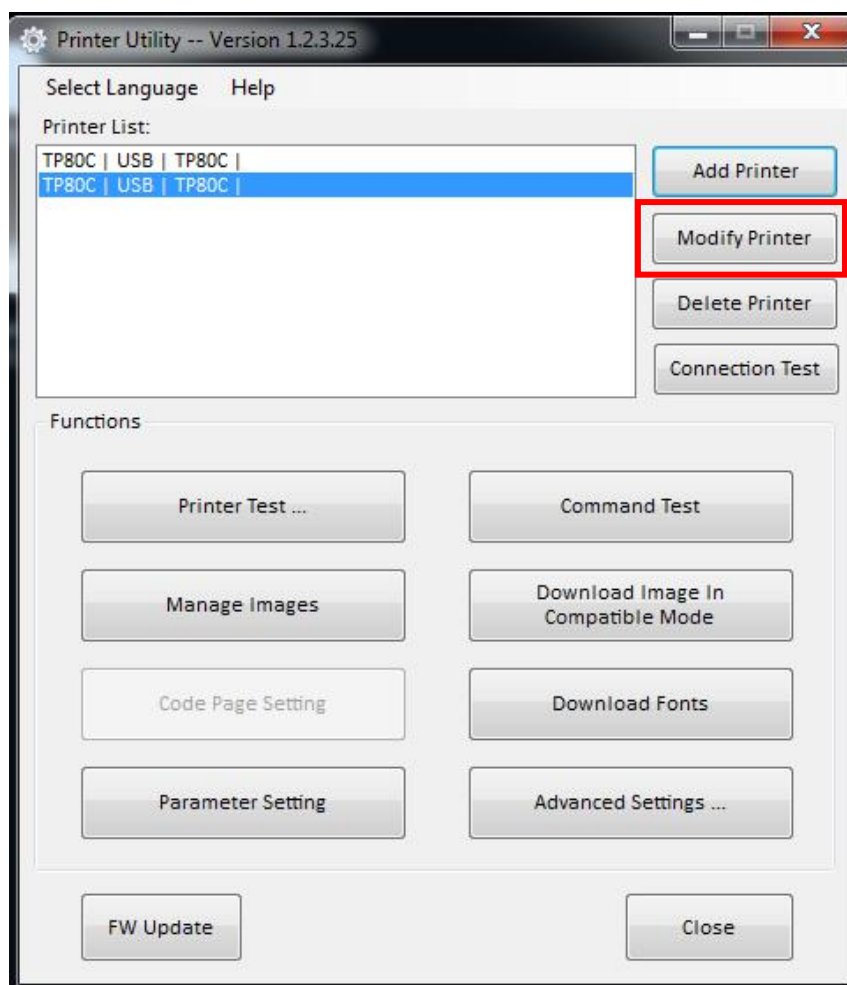 Printer Utility -- Version 1.2.3.25
Select Language Help
Printer List:
TP80C | USB | TP80C |
TP80C | USB | TP80C |
Add Printer
Modify Printer
Delete Printer
Connection Test
Functions
Printer Test ...
Command Test
Manage Images
Download Image In
Compatible Mode
Code Page Setting
Download Fonts
Parameter Setting
Advanced Settings ...
FW Update
Close